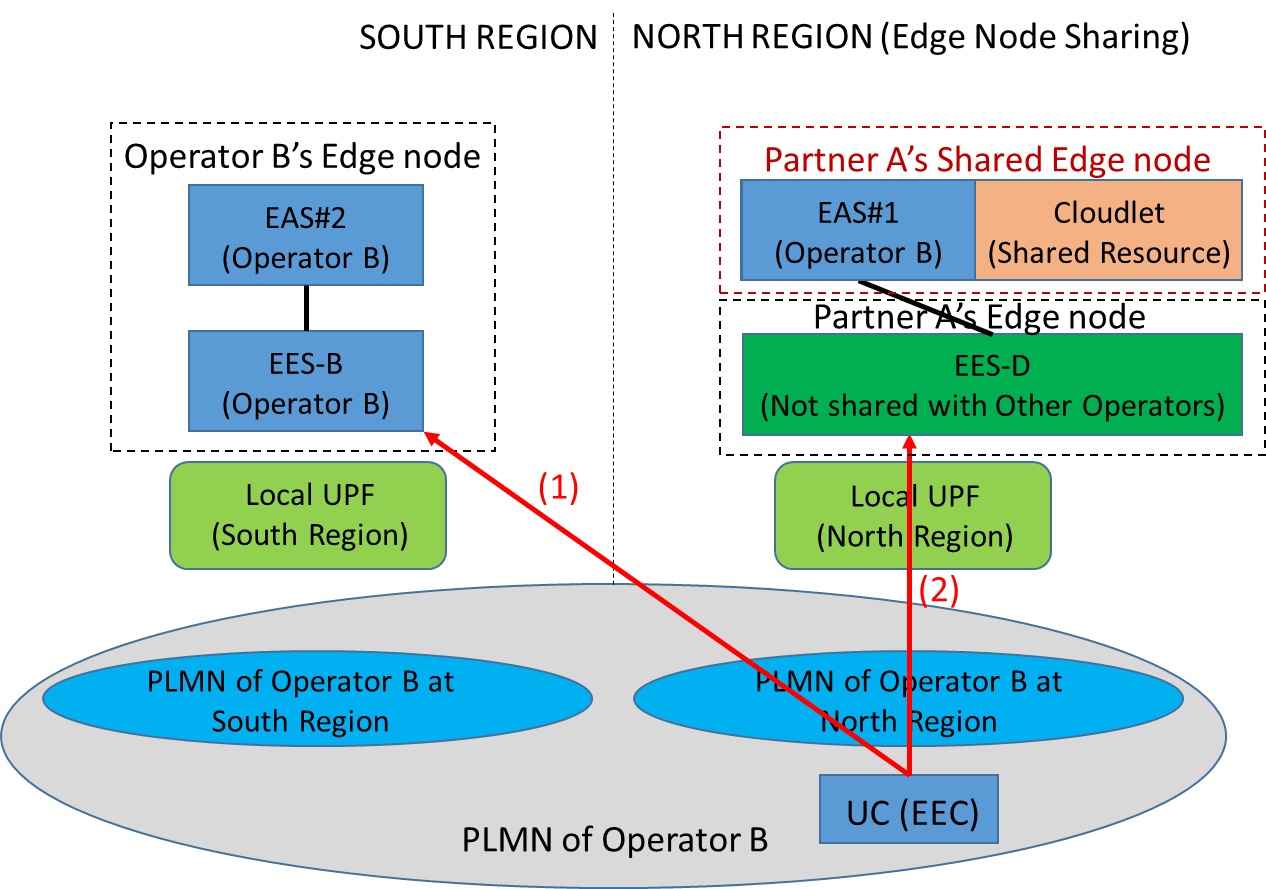 SOUTH REGION
NORTH REGION (Edge Node Sharing)
Operator B’s Edge node
EAS#2
(Operator B)
EES-B
(Operator B)
Local UPF
(South Region)
Partner A’s Shared Edge node
EAS#1
(Operator B)
Cloudlet
(Shared Resource)
Partner A’s Edge node
EES-D
(Not shared with Other Operators)
Local UPF
(North Region)
(1)
(2)
PLMN of Operator B at
South Region
PLMN of Operator B at
North Region
UC (EEC)
PLMN of Operator B